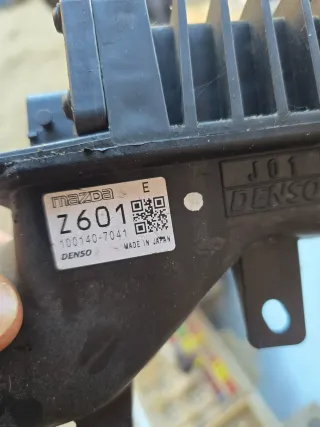 J01
DENSO
mazda E
Z601
100140-7041
DENSO MADE IN JAPAN